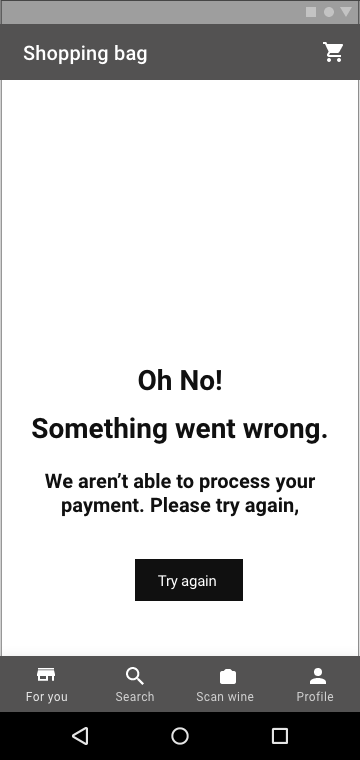 Shopping bag
Oh No!
Something went wrong.
We aren’t able to process your
payment. Please try again,
Try again
For you
Search
Scan wine
Profile